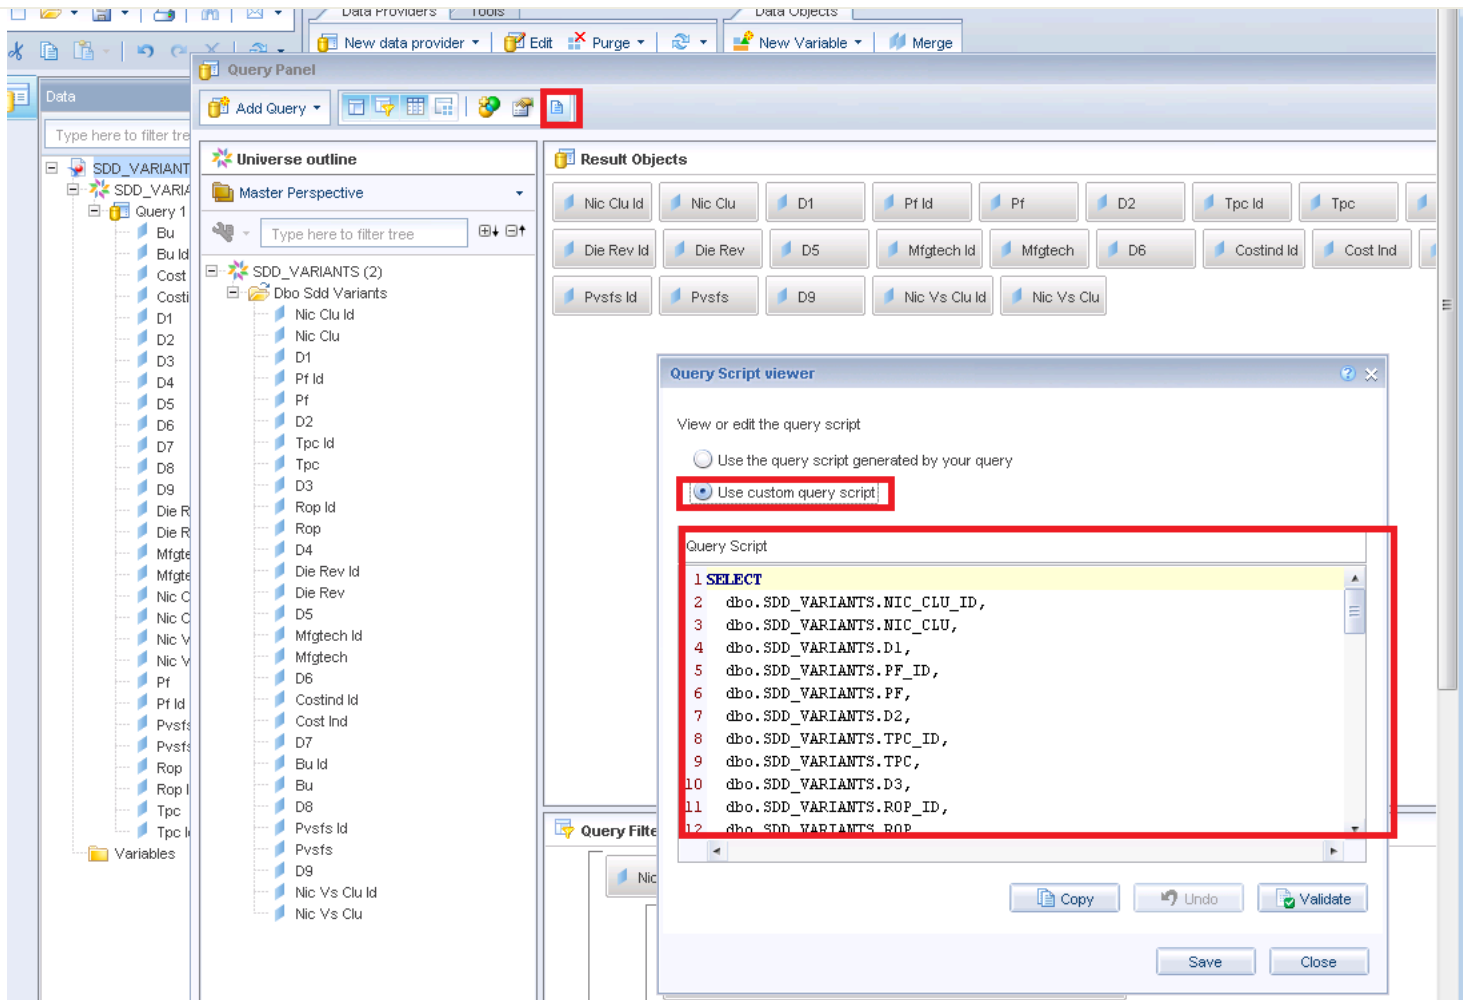 Data Providers Tools Data Objects
New data provider Edit Purge New Variable Merge
Query Panel
Data
Add Query
Type here to filter tre
Universe outline
Result Objects
SDD_VARIANT
SDD_VARIA
Query 1
Bu
Bu Id
Cost
Costi
D1
D2
D3
D4
D5
D6
D7
D8
D9
Die R
Die R
Mfgte
Mfgte
Nic C
Nic C
Nic V
Nic V
Pf
Pf Id
Pvsfs
Pvsfs
Rop
Rop I
Tpc
Tpc I
Variables
Master Perspective
Type here to filter tree
SDD_VARIANTS (2)
Dbo Sdd Variants
Nic Clu Id
Nic Clu
D1
Pf Id
Pf
D2
Tpc Id
Tpc
D3
Rop Id
Rop
D4
Die Rev Id
Die Rev
D5
Mfgtech Id
Mfgtech
D6
Costind Id
Cost Ind
D7
Bu Id
Bu
D8
Pvsfs Id
Pvsfs
D9
Nic Vs Clu Id
Nic Vs Clu
Nic Clu Id Nic Clu D1 Pf Id Pf D2 Tpc Id Tpc
Die Rev Id Die Rev D5 Mfgtech Id Mfgtech D6 Costind Id Cost Ind
Pvsfs Id Pvsfs D9 Nic Vs Clu Id Nic Vs Clu
Query Script viewer
View or edit the query script
Use the query script generated by your query
Use custom query script
Query Script
1 SELECT
2 dbo.SDD_VARIANTS.NIC_CLU_ID,
3 dbo.SDD_VARIANTS.NIC_CLU,
4 dbo.SDD_VARIANTS.D1,
5 dbo.SDD_VARIANTS.PF_ID,
6 dbo.SDD_VARIANTS.PF,
7 dbo.SDD_VARIANTS.D2,
8 dbo.SDD_VARIANTS.TPC_ID,
9 dbo.SDD_VARIANTS.TPC,
10 dbo.SDD_VARIANTS.D3,
11 dbo.SDD_VARIANTS.ROP_ID,
12 dbo.SDD_VARIANTS.ROP
Query Filte
Nic
Copy Undo Validate
Save Close